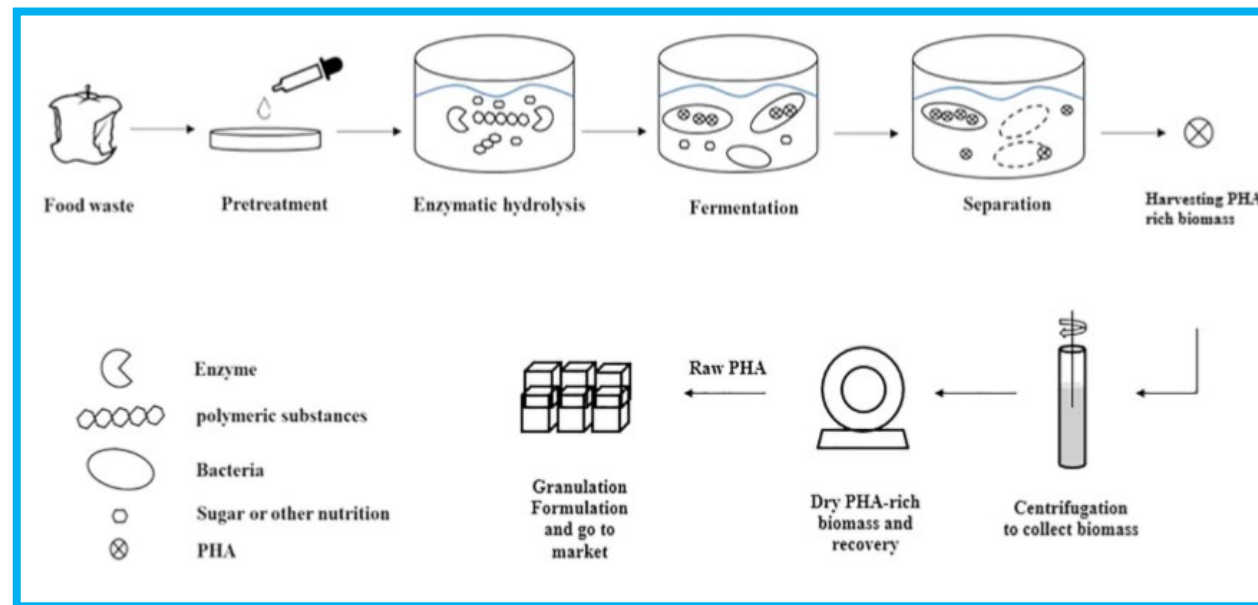 Food waste
Pretreatment
Enzymatic hydrolysis
Fermentation
Separation
Harvesting PHA
rich biomass
Enzyme
polymeric substances
Bacteria
Sugar or other nutrition
PHA
Raw PHA
Granulation
Formulation
and go to
market
Dry PHA-rich
biomass and
recovery
Centrifugation
to collect biomass